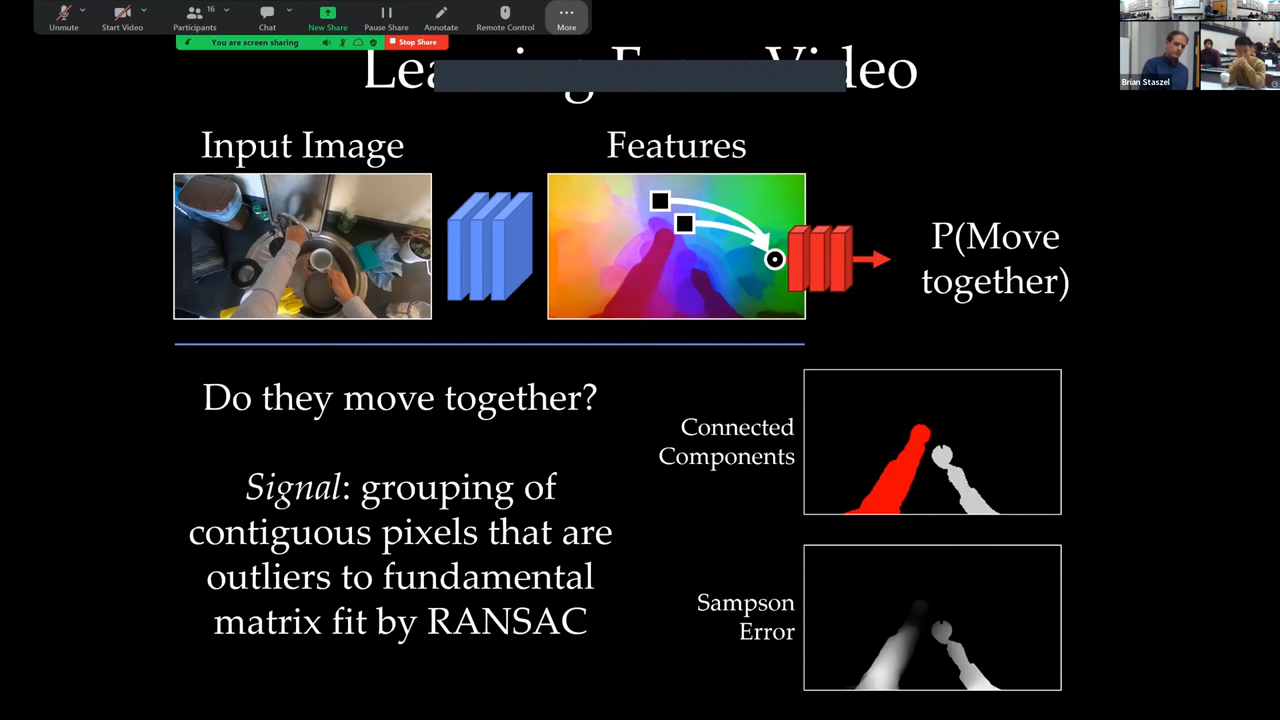 16
Unmute
Start Video
Participants
Chat
New Share
Pause Share
Annotate
Remote Control
More
You are screen sharing
Stop Share
Brian Staszel
Input Image
Features
P(Move
together)
Do they move together?
Signal: grouping of
contiguous pixels that are
outliers to fundamental
matrix fit by RANSAC
Connected
Components
Sampson
Error